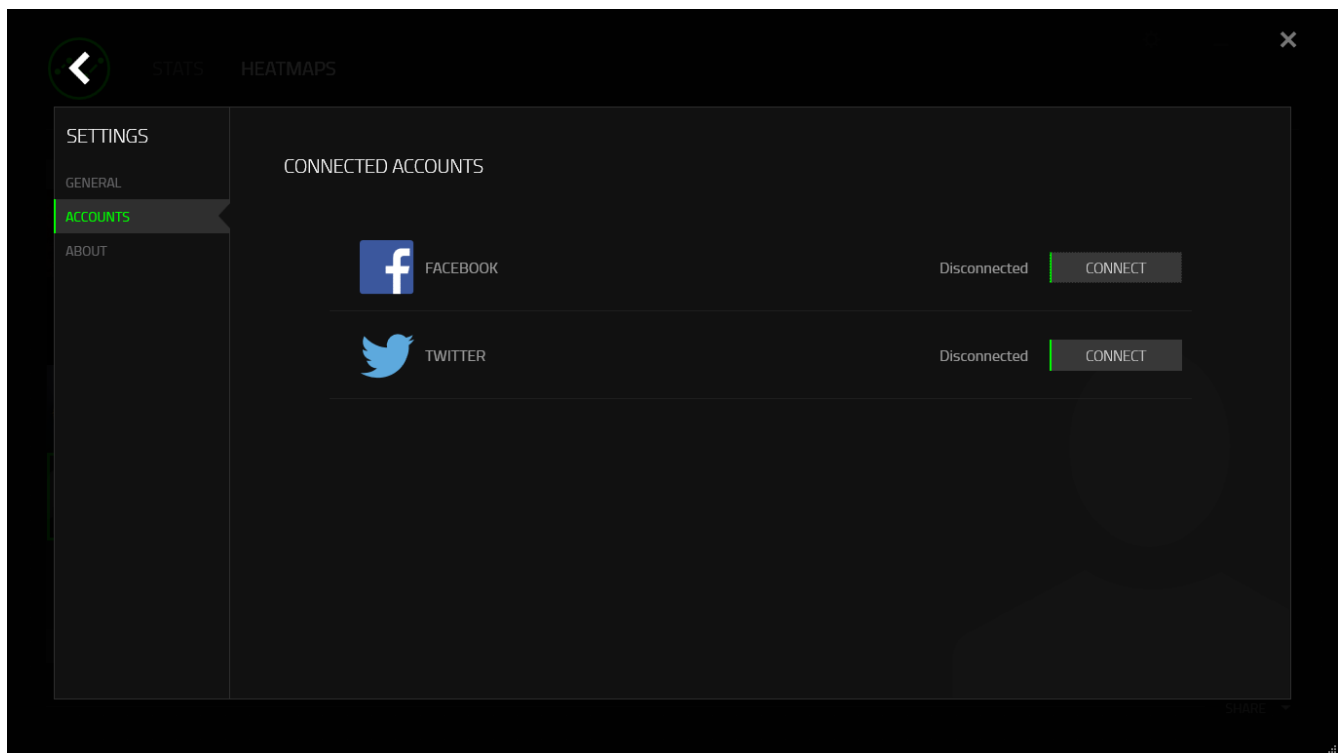 STATS HEATMAPS
SETTINGS
GENERAL
ACCOUNTS
ABOUT
CONNECTED ACCOUNTS
FACEBOOK Disconnected CONNECT
TWITTER Disconnected CONNECT
SHARE